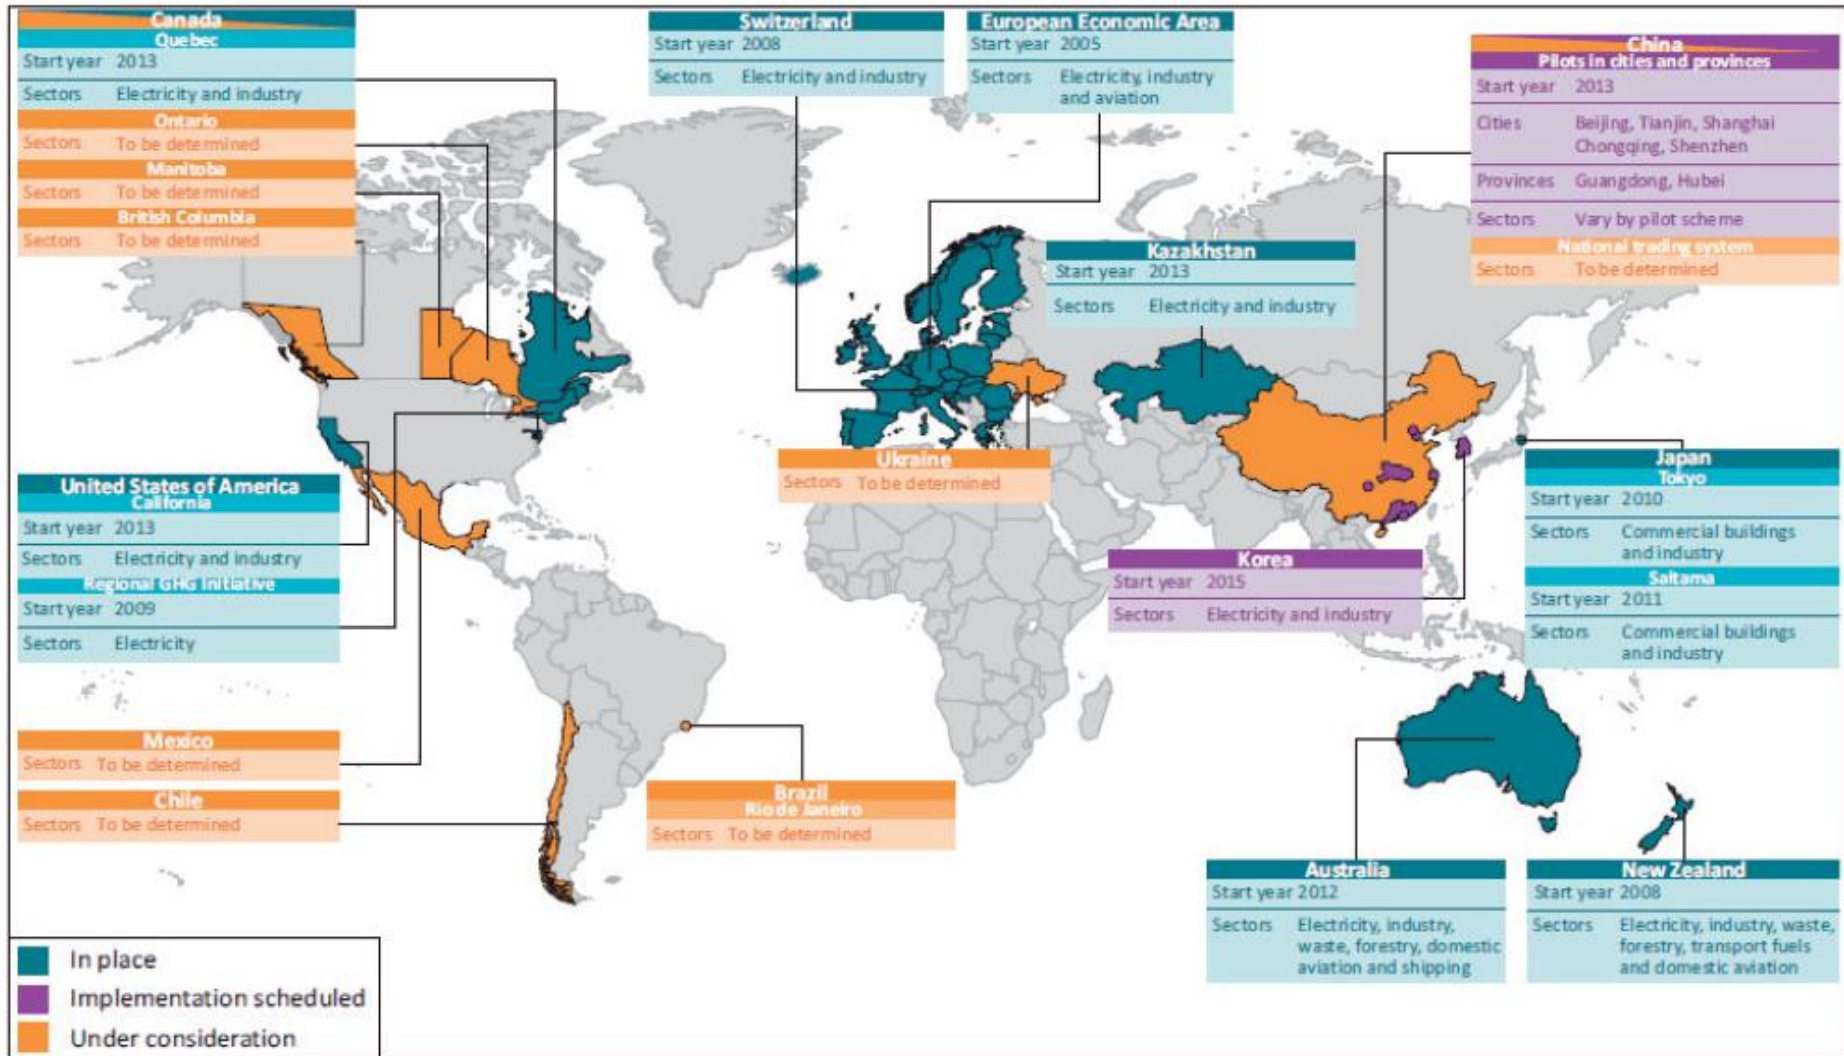 Canada
Quebec
Start year 2013
Sectors Electricity and industry
Ontario
Sectors To be determined
Manitoba
Sectors To be determined
British Columbia
Sectors To be determined
Switzerland
Start year 2008
Sectors Electricity and industry
European Economic Area
Start year 2005
Sectors Electricity, industry
and aviation
China
Pilots in cities and provinces
Start year 2013
Cities Beijing, Tianjin, Shanghai
Chongqing, Shenzhen
Provinces Guangdong, Hubei
Sectors Vary by pilot scheme
National trading system
Sectors To be determined
Kazakhstan
Start year 2013
Sectors Electricity and industry
Ukraine
Sectors To be determined
United States of America
California
Start year 2013
Sectors Electricity and industry
Regional GHG Initiative
Start year 2009
Sectors Electricity
Japan
Tokyo
Start year 2010
Sectors Commercial buildings
and industry
Saitama
Start year 2011
Sectors Commercial buildings
and industry
Korea
Start year 2015
Sectors Electricity and industry
Mexico
Sectors To be determined
Chile
Sectors To be determined
Brazil
Rio de Janeiro
Sectors To be determined
Australia
Start year 2012
Sectors Electricity, industry,
waste, forestry, domestic
aviation and shipping
New Zealand
Start year 2008
Sectors Electricity, industry, waste,
forestry, transport fuels
and domestic aviation
In place
Implementation scheduled
Under consideration